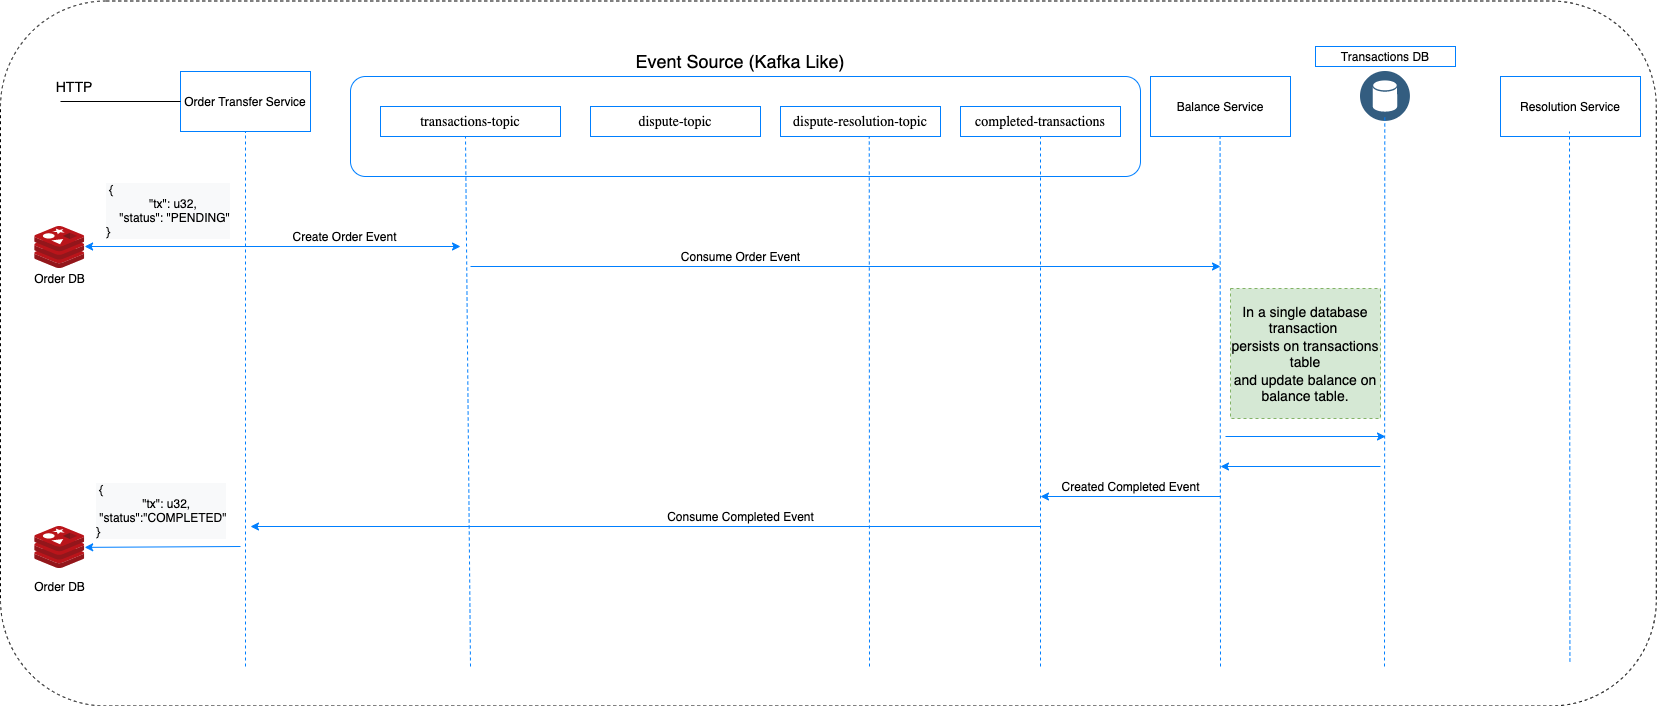 Event Source (Kafka Like)
Transactions DB
HTTP
Order Transfer Service
transactions-topic
dispute-topic
dispute-resolution-topic
completed-transactions
Balance Service
Resolution Service
{
"tx": u32,
"status": "PENDING"
}
Create Order Event
Order DB
Consume Order Event
In a single database
transaction
persists on transactions
table
and update balance on
balance table.
Created Completed Event
{
"tx": u32,
"status":"COMPLETED"
}
Consume Completed Event
Order DB